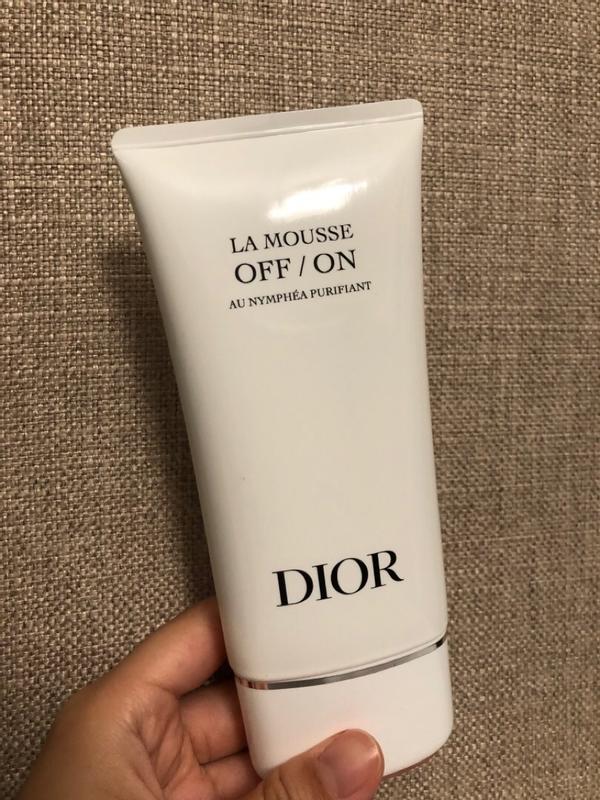 LA MOUSSE
OFF / ON
AU NYMPHÉA PURIFIANT
DIOR